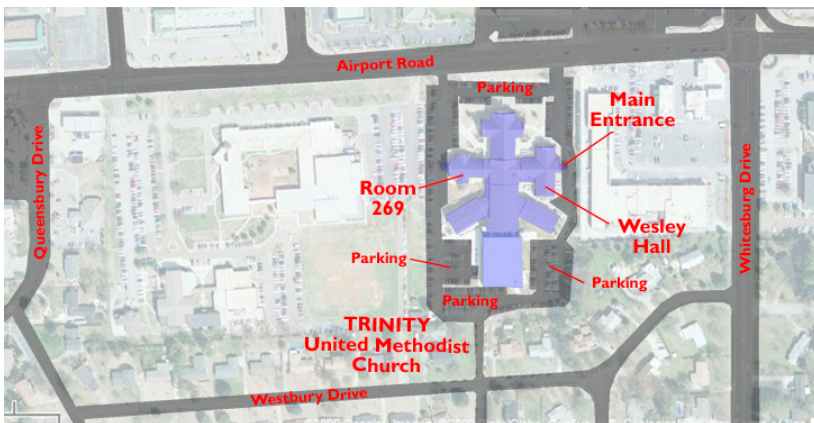 Airport Road
Parking
Main
Entrance
Queensbury Drive
Room
269
Whitesburg Drive
Wesley
Hall
Parking
Parking
Parking
TRINITY
United Methodist
Church
Westbury Drive